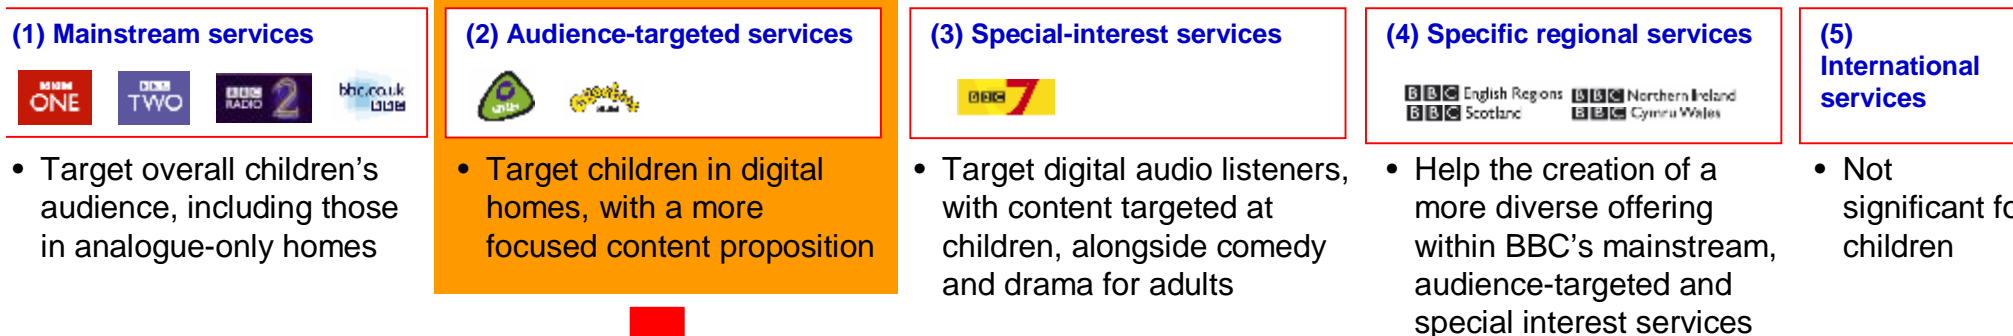 (1) Mainstream services
BBC ONE
BBC TWO
BBC RADIO 2
bbc.co.uk
BBC
• Target overall children's
audience, including those
in analogue-only homes
(2) Audience-targeted services
• Target children in digital
homes, with a more
focused content proposition
(3) Special-interest services
BBC 7
• Target digital audio listeners,
with content targeted at
children, alongside comedy
and drama for adults
(4) Specific regional services
BBC English Regions
BBC Northern Ireland
BBC Scotland
BBC Cymru Wales
• Help the creation of a
more diverse offering
within BBC's mainstream,
audience-targeted and
special interest services
(5)
International
services
• Not
significant fo
children